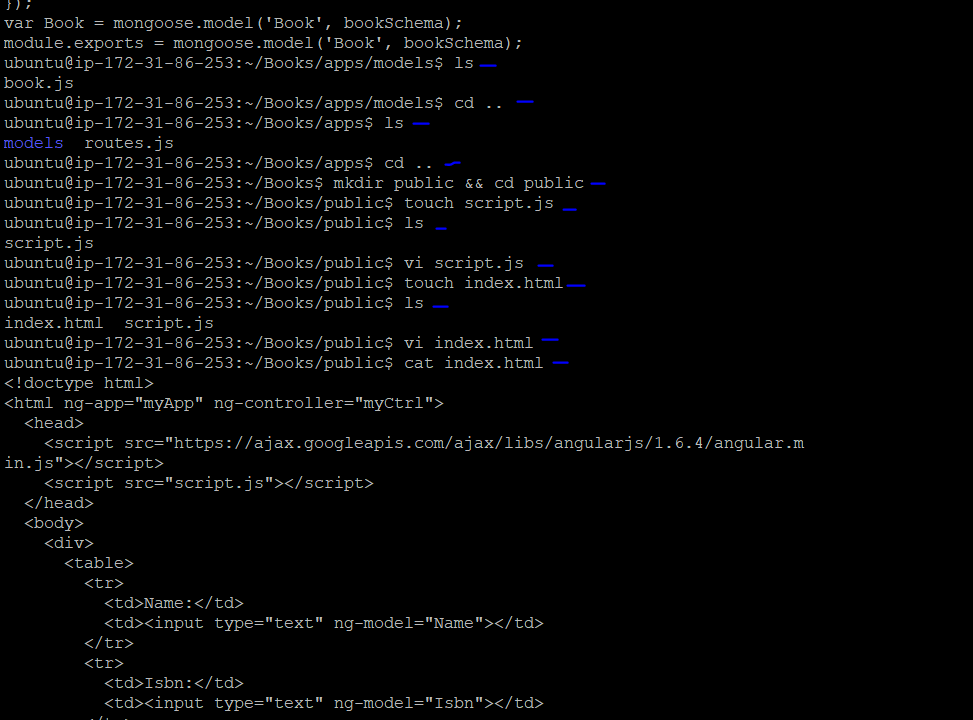 });
var Book = mongoose.model('Book', bookSchema);
module.exports = mongoose.model('Book', bookSchema);
ubuntu@ip-172-31-86-253:~/Books/apps/models$ ls
book.js
ubuntu@ip-172-31-86-253:~/Books/apps/models$ cd ..
ubuntu@ip-172-31-86-253:~/Books/apps$ ls
models  routes.js
ubuntu@ip-172-31-86-253:~/Books/apps$ cd ..
ubuntu@ip-172-31-86-253:~/Books$ mkdir public && cd public
ubuntu@ip-172-31-86-253:~/Books/public$ touch script.js
ubuntu@ip-172-31-86-253:~/Books/public$ ls
script.js
ubuntu@ip-172-31-86-253:~/Books/public$ vi script.js
ubuntu@ip-172-31-86-253:~/Books/public$ touch index.html
ubuntu@ip-172-31-86-253:~/Books/public$ ls
index.html  script.js
ubuntu@ip-172-31-86-253:~/Books/public$ vi index.html
ubuntu@ip-172-31-86-253:~/Books/public$ cat index.html
<!doctype html>
<html ng-app="myApp" ng-controller="myCtrl">
  <head>
    <script src="https://ajax.googleapis.com/ajax/libs/angularjs/1.6.4/angular.m
in.js"></script>
    <script src="script.js"></script>
  </head>
  <body>
    <div>
      <table>
        <tr>
          <td>Name:</td>
          <td><input type="text" ng-model="Name"></td>
        </tr>
        <tr>
          <td>Isbn:</td>
          <td><input type="text" ng-model="Isbn"></td>